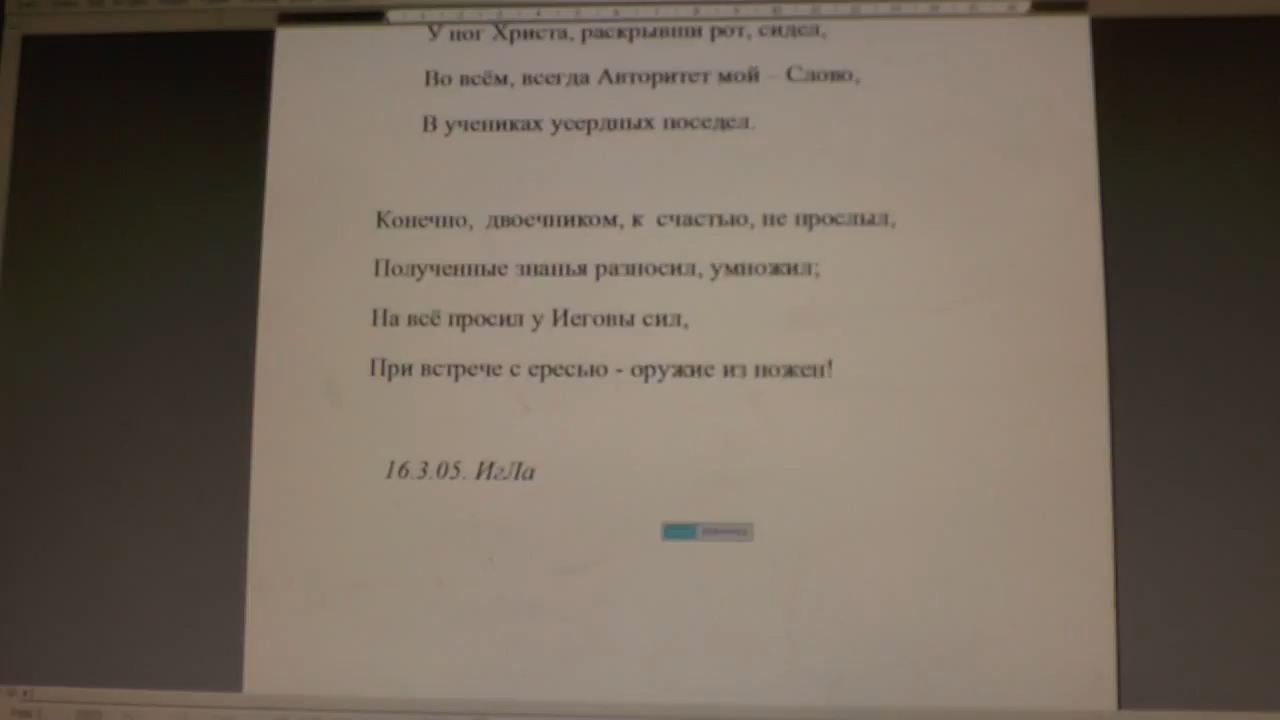 У ног Христа, раскрывши рот, сидел,
Во всём, всегда Авторитет мой – Слово,
В учениках усердных поседел.
Конечно, двоечником, к счастью, не прослыл,
Полученные знанья разносил, умножил;
На всё просил у Иеговы сил,
При встрече с ересью - оружие из ножен!
16.3.05. ИгЛа